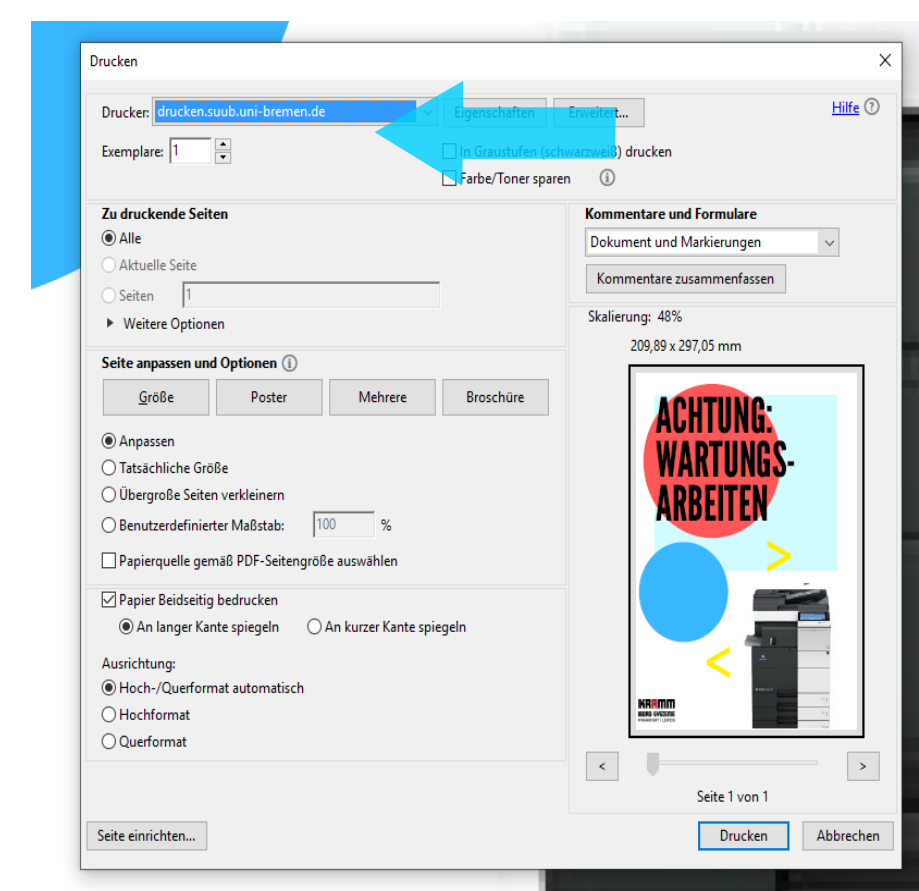 Drucken
Drucker: drucken.suub.uni-bremen.de Eigenschaften Erweitert... Hilfe
Exemplare: 1 In Graustufen (schwarzweiß) drucken
Farbe/Toner sparen
Zu druckende Seiten
Alle
Aktuelle Seite
Seiten 1
Weitere Optionen
Kommentare und Formulare
Dokument und Markierungen
Kommentare zusammenfassen
Skalierung: 48%
209,89 x 297,05 mm
Seite anpassen und Optionen
Größe Poster Mehrere Broschüre
Anpassen
Tatsächliche Größe
Übergroße Seiten verkleinern
Benutzerdefinierter Maßstab: 100 %
Papierquelle gemäß PDF-Seitengröße auswählen
Papier Beidseitig bedrucken
An langer Kante spiegeln An kurzer Kante spiegeln
Ausrichtung:
Hoch-/Querformat automatisch
Hochformat
Querformat
ACHTUNG:
WARTUNGS-
ARBEITEN
>
<
KRAMM
BÜRO-SYSTEME
< >
Seite 1 von 1
Seite einrichten... Drucken Abbrechen